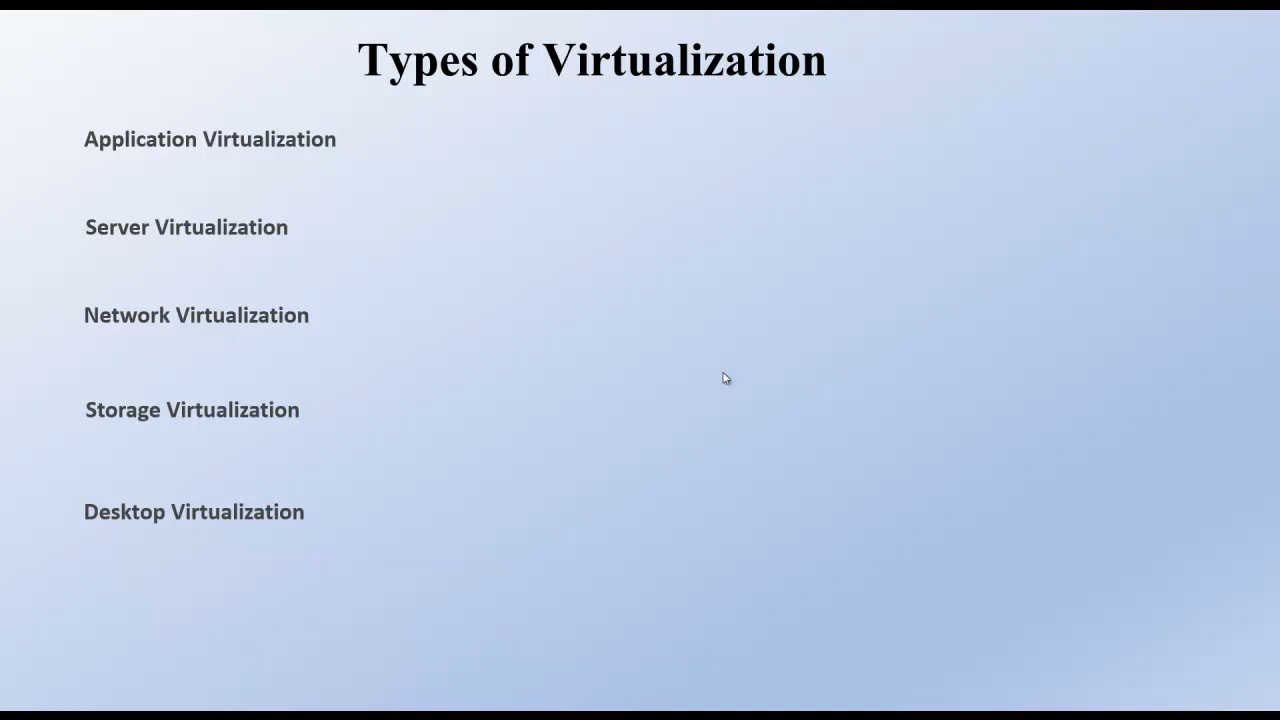 Types of Virtualization
Application Virtualization
Server Virtualization
Network Virtualization
Storage Virtualization
Desktop Virtualization